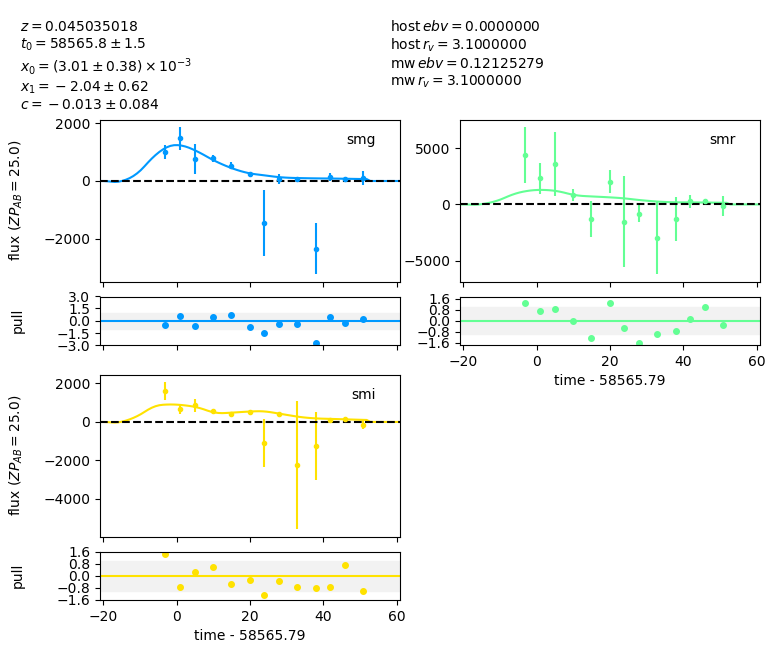 z = 0.045035018
t₀ = 58565.8 ± 1.5
x₀ = (3.01 ± 0.38) × 10⁻³
x₁ = −2.04 ± 0.62
c = −0.013 ± 0.084
host ebv = 0.0000000
host r_v = 3.1000000
mw ebv = 0.12125279
mw r_v = 3.1000000
smg
2000
0
−2000
flux (ZP_AB = 25.0)
smr
5000
0
−5000
3.0
1.5
0.0
−1.5
−3.0
pull
1.6
0.8
0.0
−0.8
−1.6
−20 0 20 40 60
time - 58565.79
smi
2000
0
−2000
−4000
flux (ZP_AB = 25.0)
1.6
0.8
0.0
−0.8
−1.6
pull
−20 0 20 40 60
time - 58565.79